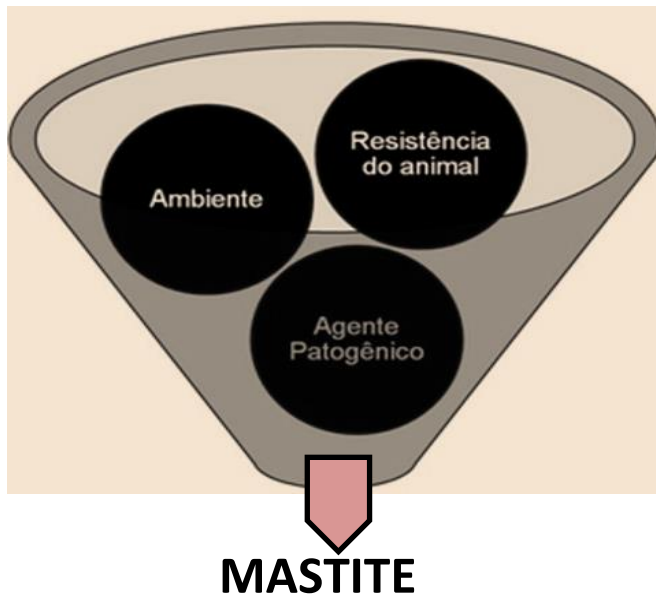 Resistência
do animal
Ambiente
Agente
Patogênico
MASTITE